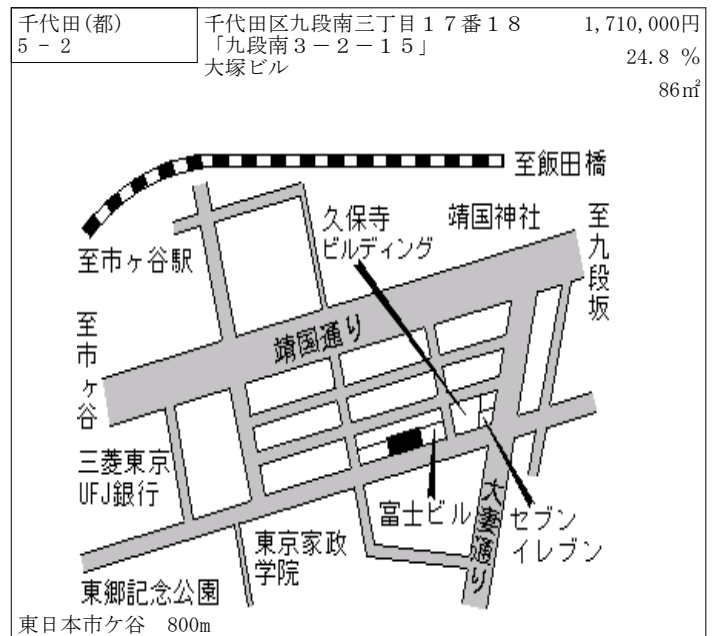 千代田(都)
5 - 2
千代田区九段南三丁目17番18
「九段南3-2-15」
大塚ビル
1,710,000円
24.8 %
86㎡
至飯田橋
久保寺
ビルディング
靖国神社
至九段坂
至市ヶ谷駅
至市ヶ谷
靖国通り
三菱東京
UFJ銀行
富士ビル
セブン
イレブン
大妻通り
東京家政
学院
東郷記念公園
東日本市ケ谷 800m